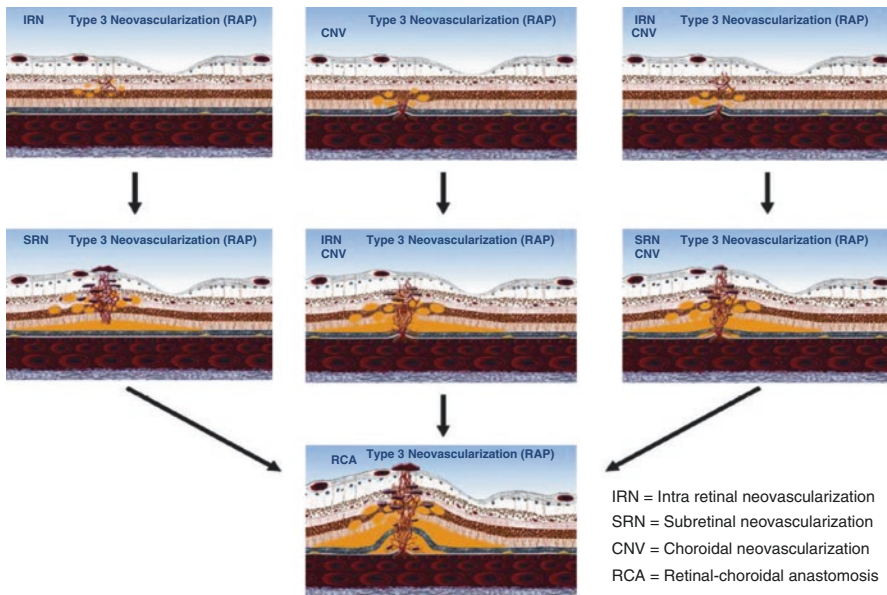 IRN Type 3 Neovascularization (RAP)
CNV Type 3 Neovascularization (RAP)
IRN Type 3 Neovascularization (RAP)
CNV
SRN Type 3 Neovascularization (RAP)
IRN Type 3 Neovascularization (RAP)
CNV
SRN Type 3 Neovascularization (RAP)
CNV
RCA Type 3 Neovascularization (RAP)
IRN = Intra retinal neovascularization
SRN = Subretinal neovascularization
CNV = Choroidal neovascularization
RCA = Retinal-choroidal anastomosis